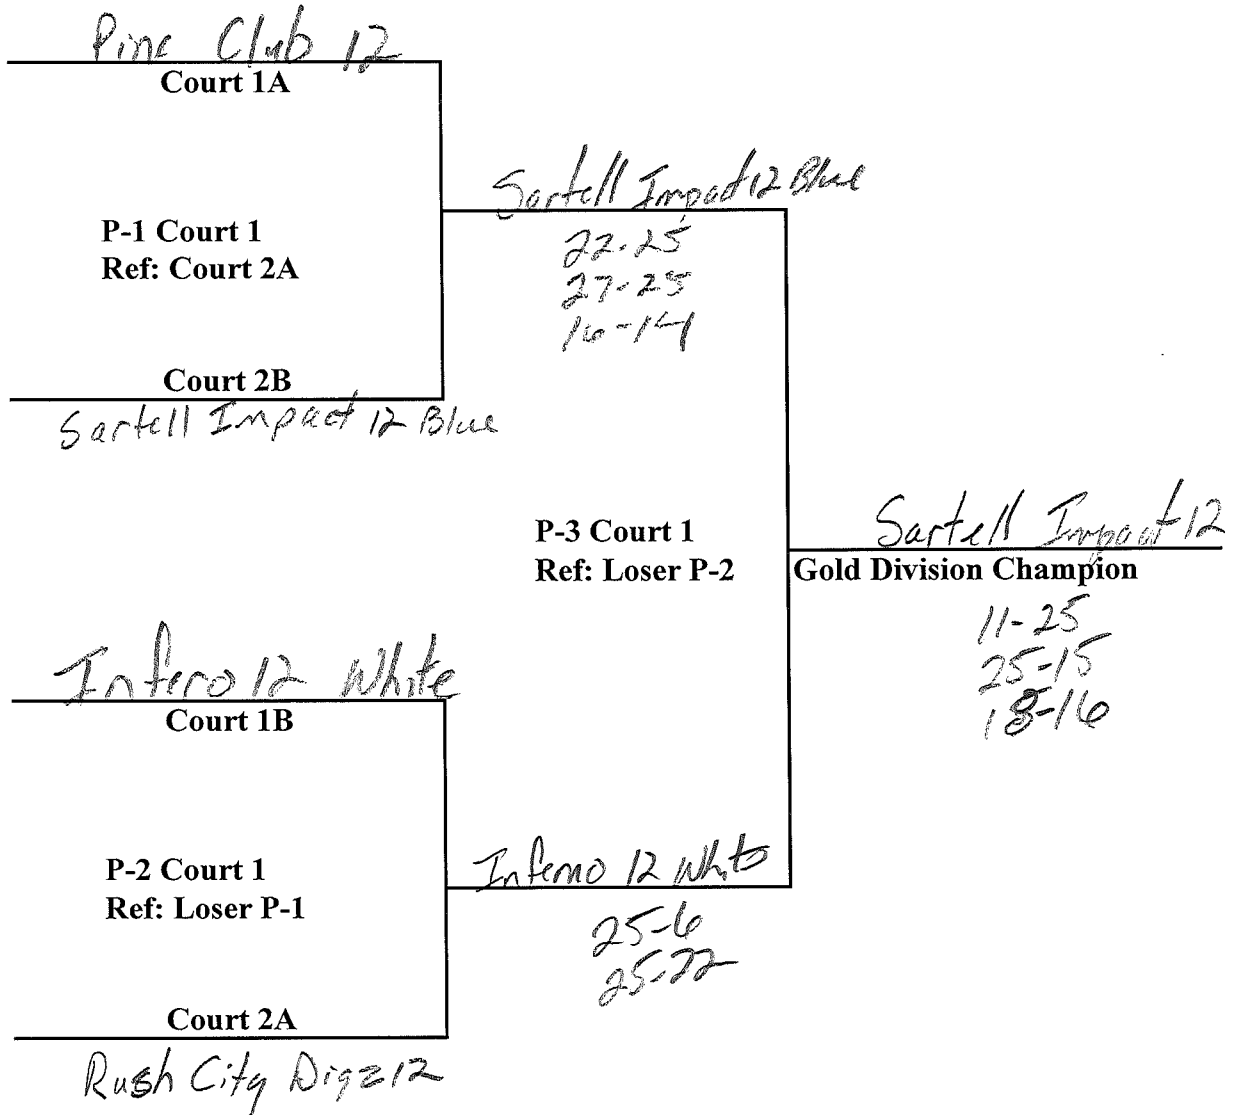 Pine Club 12
Court 1A
Sartell Impact 12 Blue
P-1 Court 1
Ref: Court 2A
22-25
27-25
16-14
Court 2B
Sartell Impact 12 Blue
P-3 Court 1
Ref: Loser P-2
Sartell Impact 12
Gold Division Champion
11-25
25-15
18-16
Inferno 12 White
Court 1B
P-2 Court 1
Ref: Loser P-1
Inferno 12 White
25-6
25-22
Court 2A
Rush City Digz 12